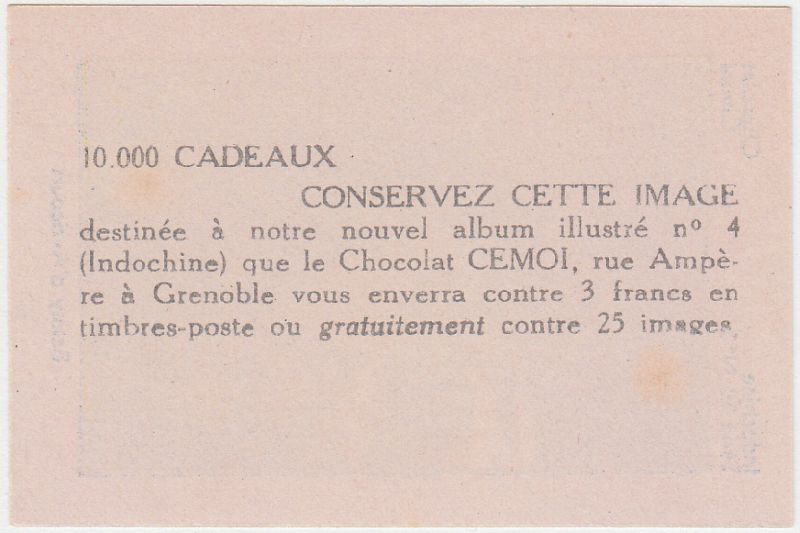 10.000 CADEAUX
CONSERVEZ CETTE IMAGE
destinée à notre nouvel album illustré nº 4
(Indochine) que le Chocolat CEMOI, rue Ampè-
re à Grenoble vous enverra contre 3 francs en
timbres-poste ou gratuitement contre 25 images.